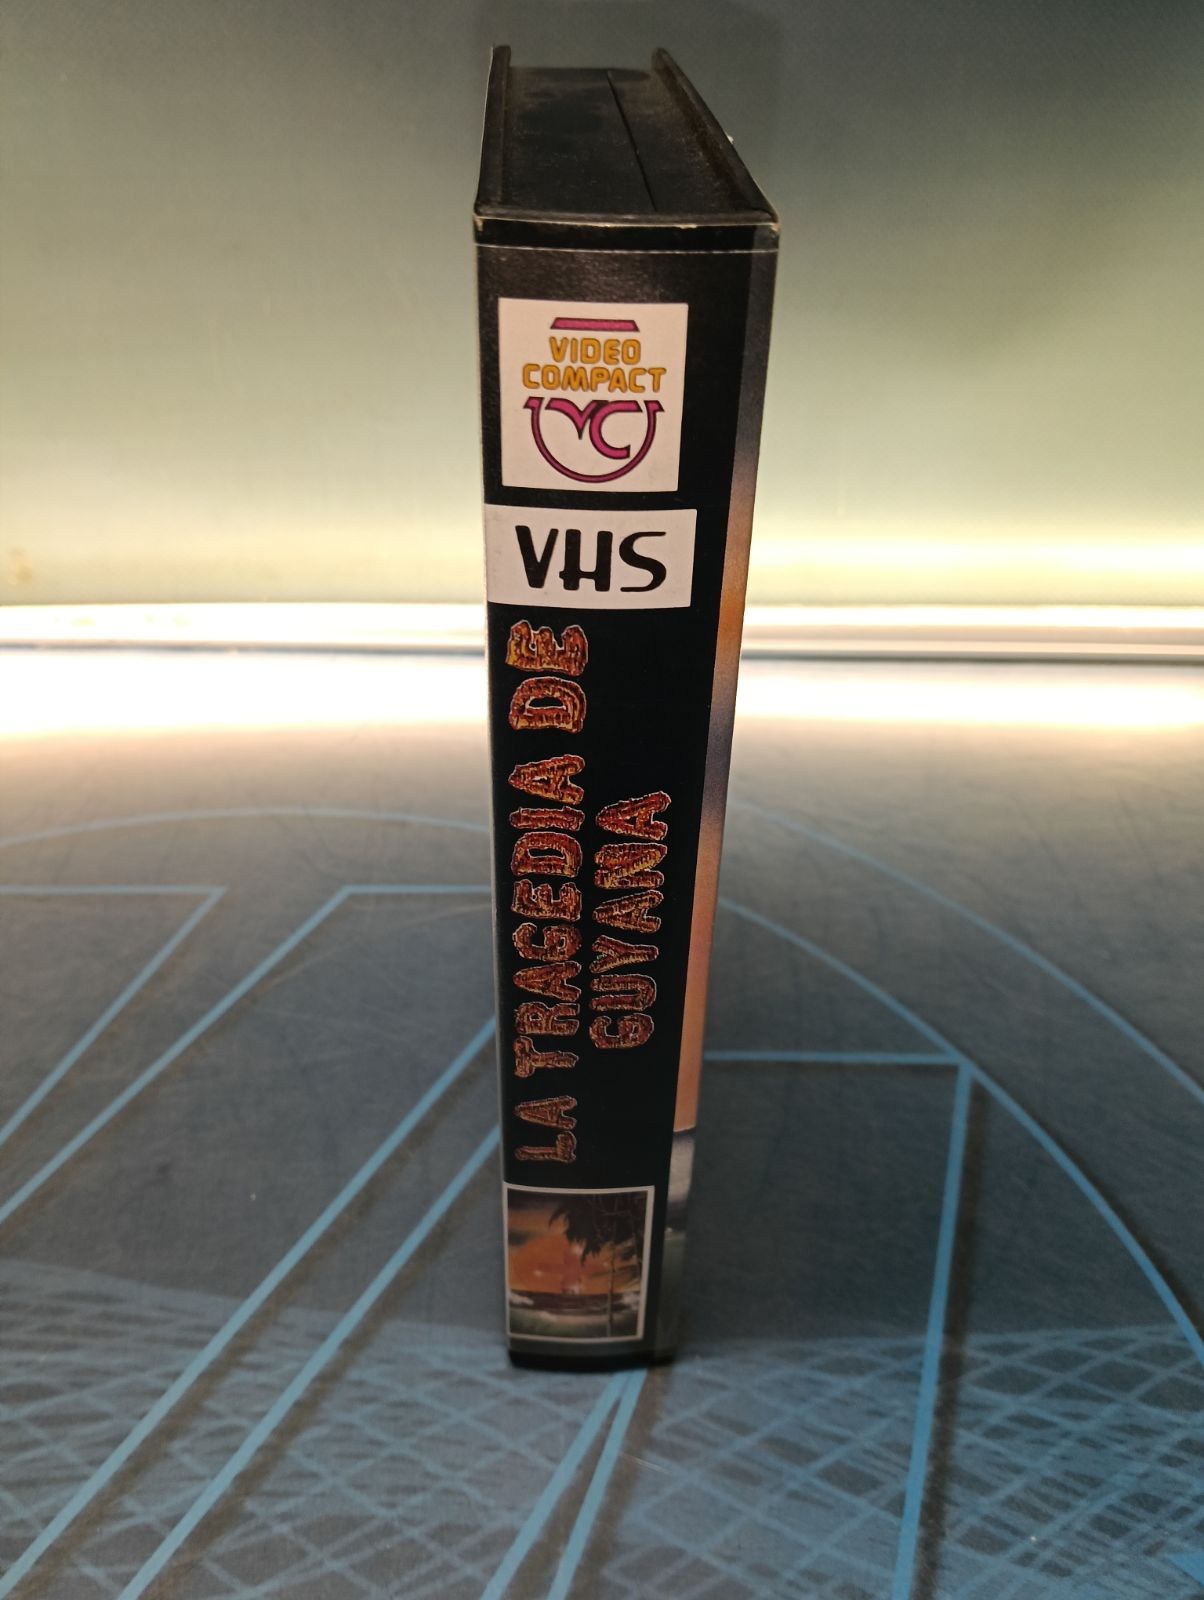 VIDEO
COMPACT
VC
VHS
LA TRAGEDIA DE
GUYANA